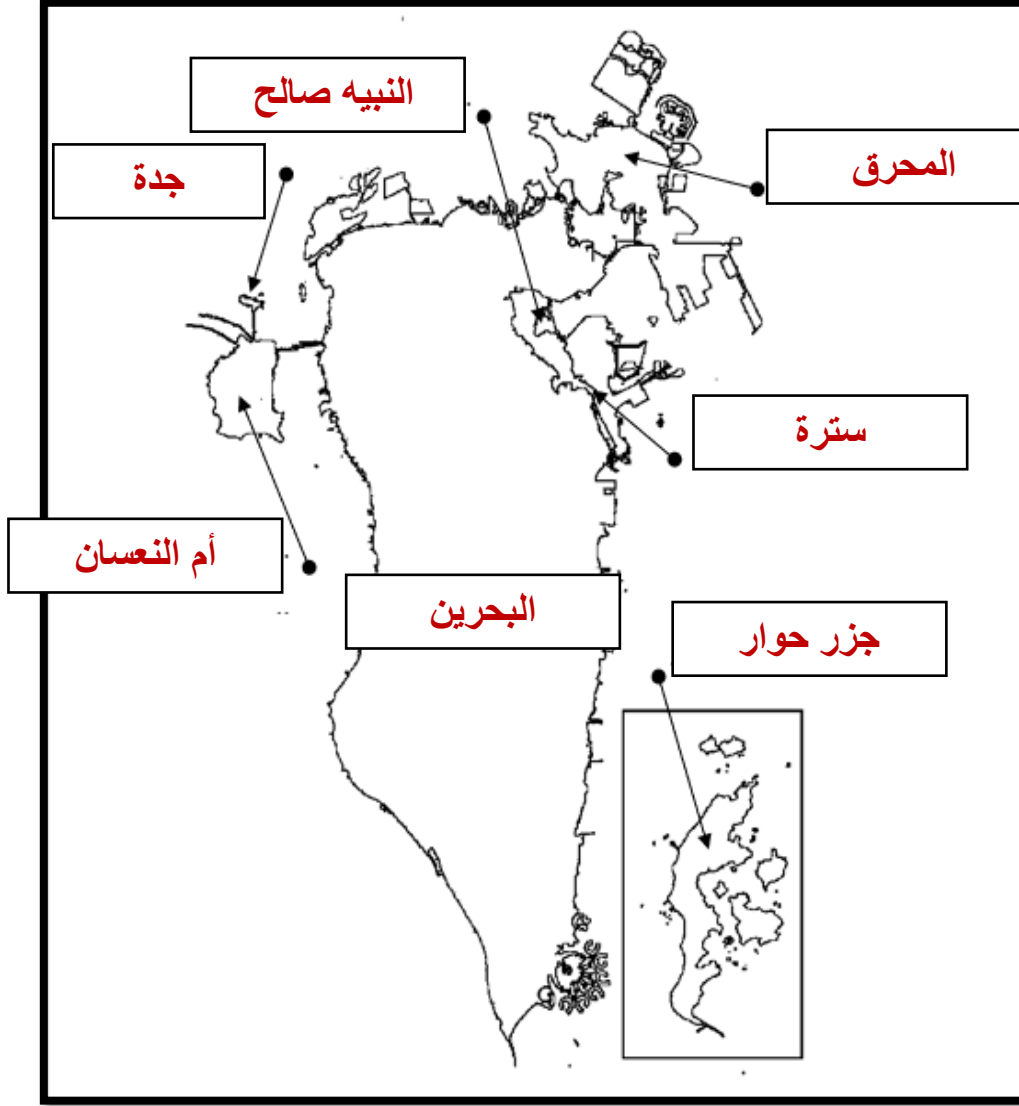 النبيه صالح
المحرق
جدة
سترة
أم النعسان
البحرين
جزر حوار